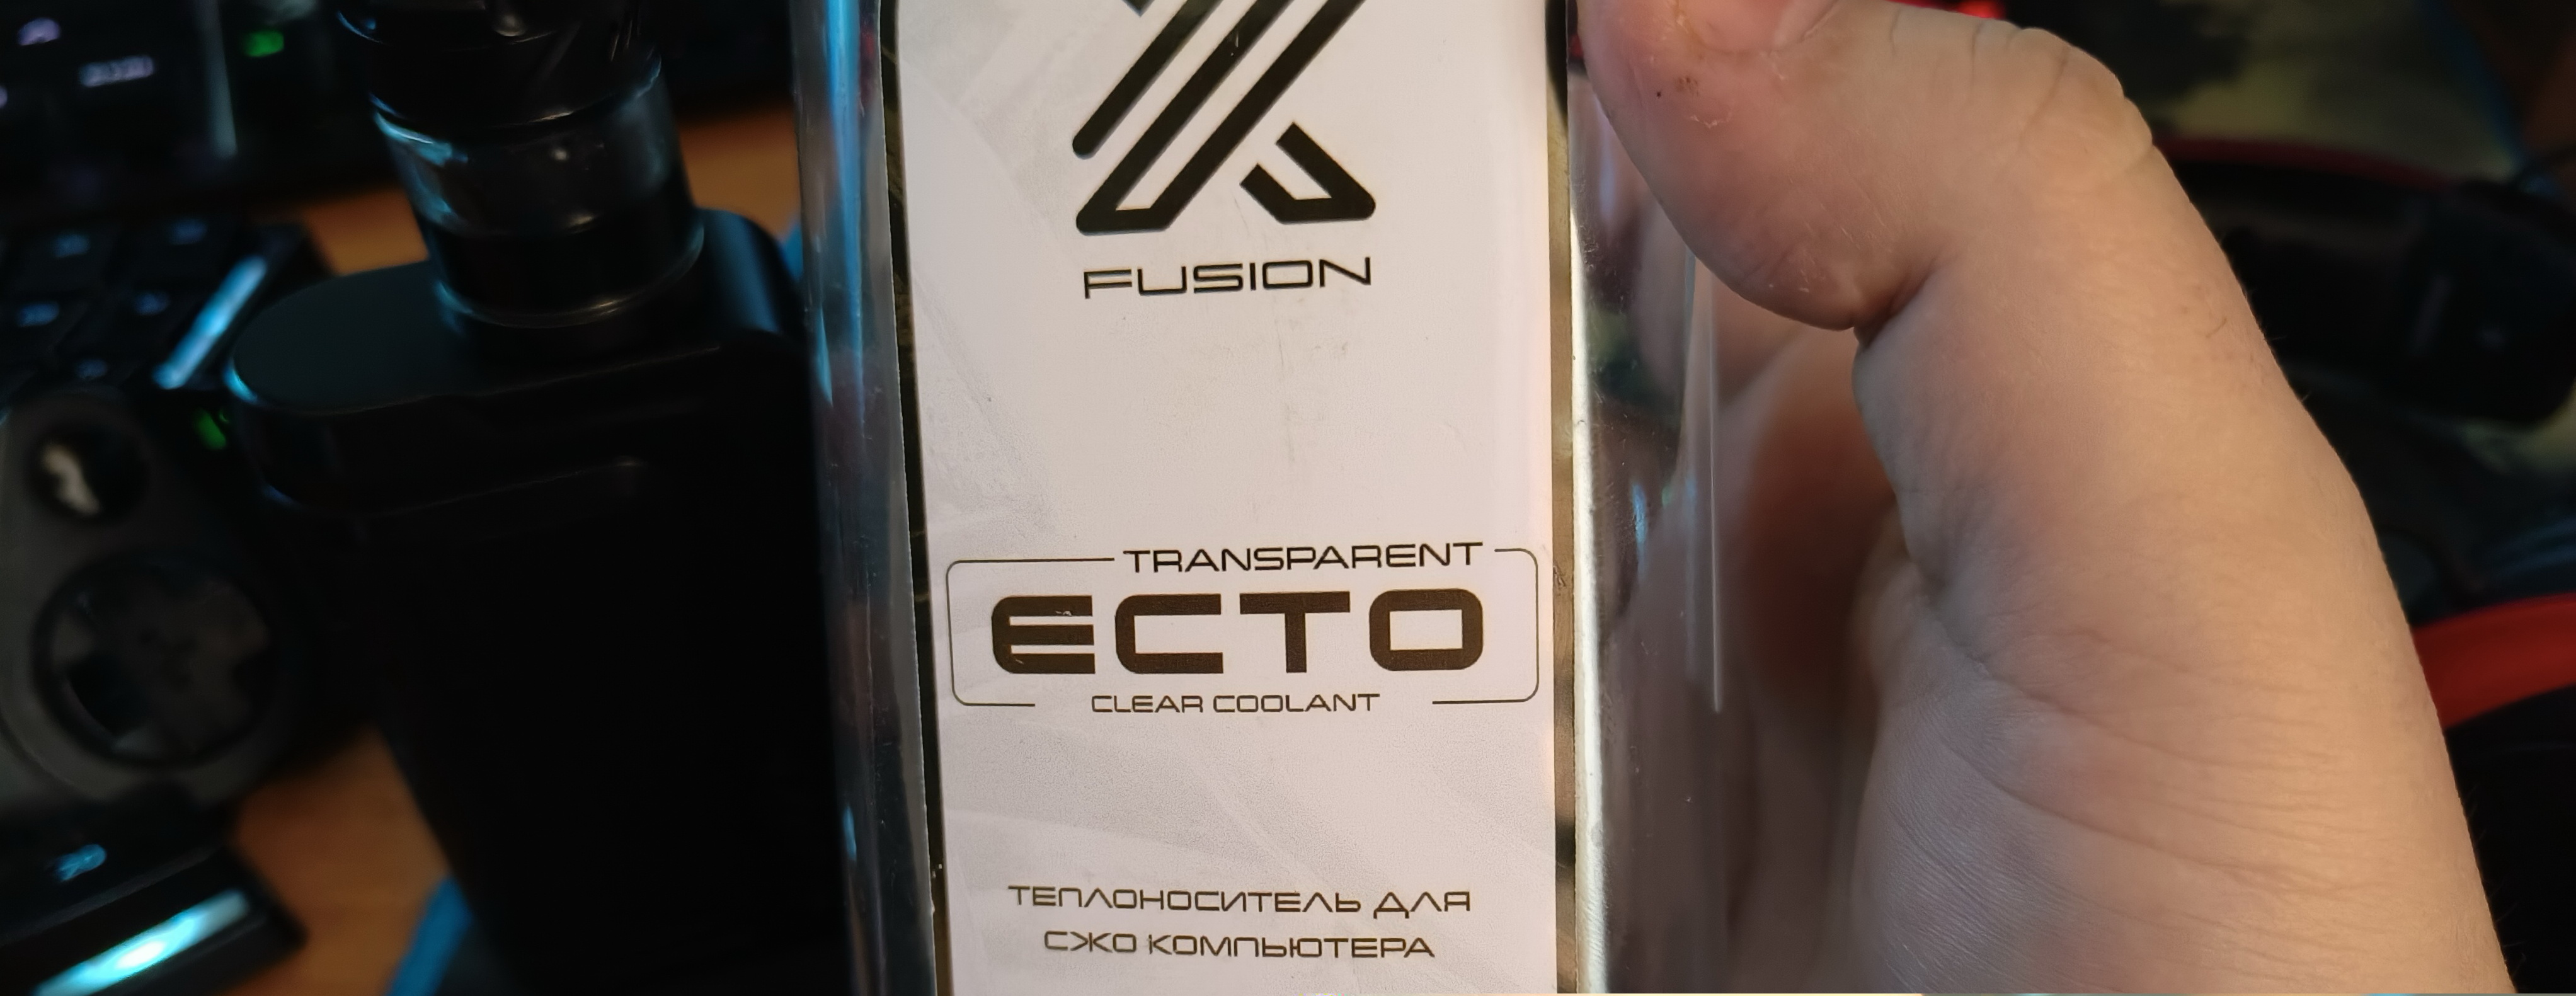 FUSION
TRANSPARENT
ECTO
CLEAR COOLANT
ТЕПЛОНОСИТЕЛЬ ДЛЯ
СЖО КОМПЬЮТЕРА